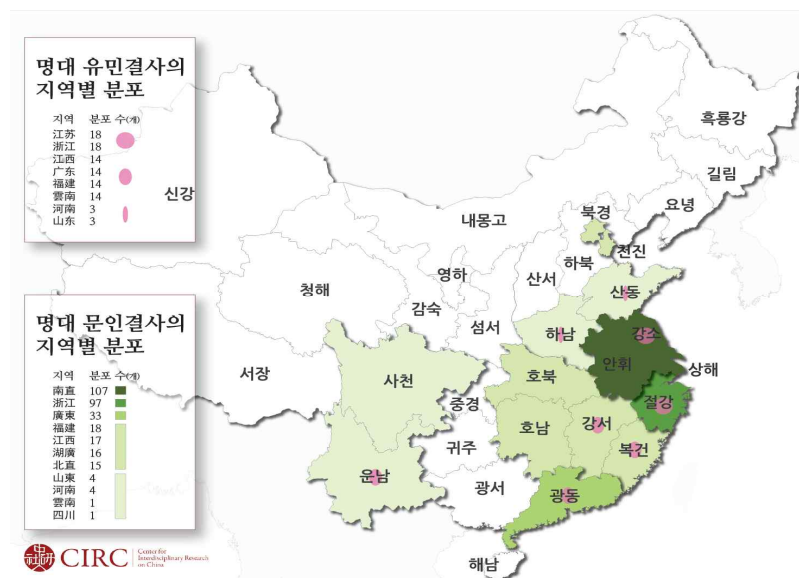 명대 유민결사의
지역별 분포
지역 분포 수(개)
江苏 18
浙江 18
江西 14
广东 14
福建 14
雲南 14
河南 3
山东 3
명대 문인결사의
지역별 분포
지역 분포 수(개)
南直 107
浙江 97
廣東 33
福建 18
江西 17
湖廣 16
北直 15
山東 4
河南 4
雲南 1
四川 1
흑룡강
길림
요녕
신강
내몽고
북경
천진
하북
산서
영하
청해
감숙
섬서
산동
하남
강소
안휘
상해
서장
사천
호북
중경
절강
호남
강서
귀주
복건
운남
광서
광동
해남
中社研
CIRC
Center for
Interdisciplinary Research
on China